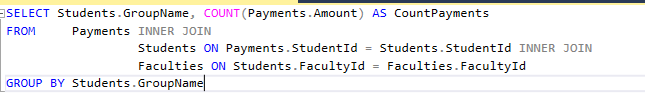 SELECT Students.GroupName, COUNT(Payments.Amount) AS CountPayments
FROM Payments INNER JOIN
Students ON Payments.StudentId = Students.StudentId INNER JOIN
Faculties ON Students.FacultyId = Faculties.FacultyId
GROUP BY Students.GroupName